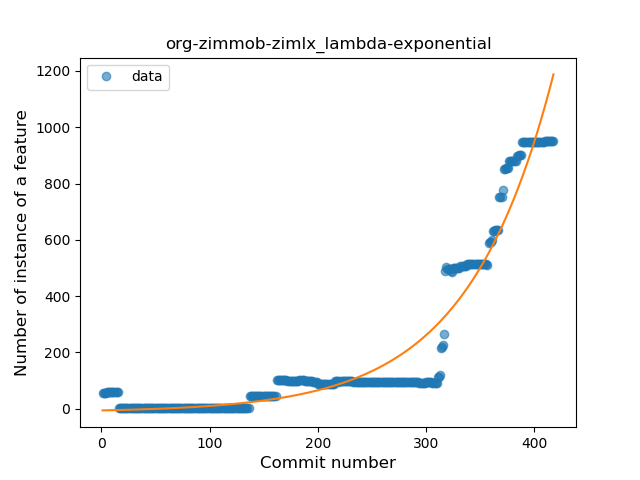 org-zimmob-zimlx_lambda-exponential
data
Number of instance of a feature
1200
1000
800
600
400
200
0
0 100 200 300 400
Commit number